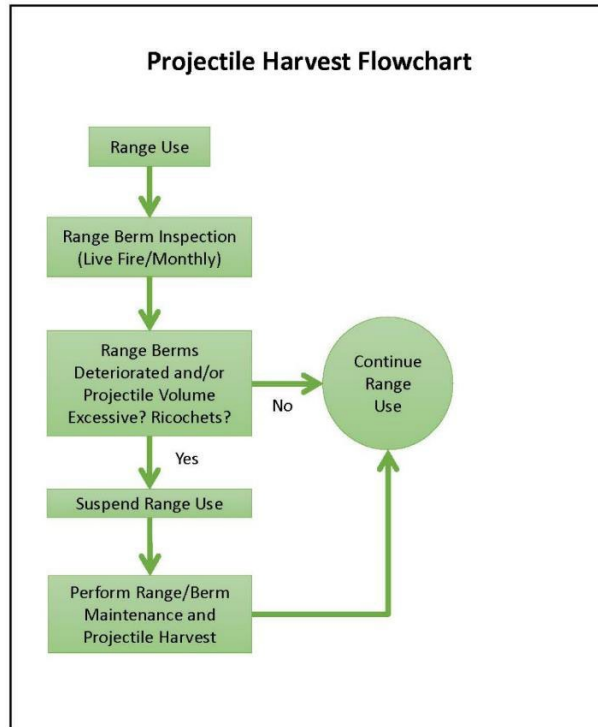 Projectile Harvest Flowchart
Range Use
Range Berm Inspection
(Live Fire/Monthly)
Range Berms
Deteriorated and/or
Projectile Volume
Excessive? Ricochets?
No
Continue
Range
Use
Yes
Suspend Range Use
Perform Range/Berm
Maintenance and
Projectile Harvest